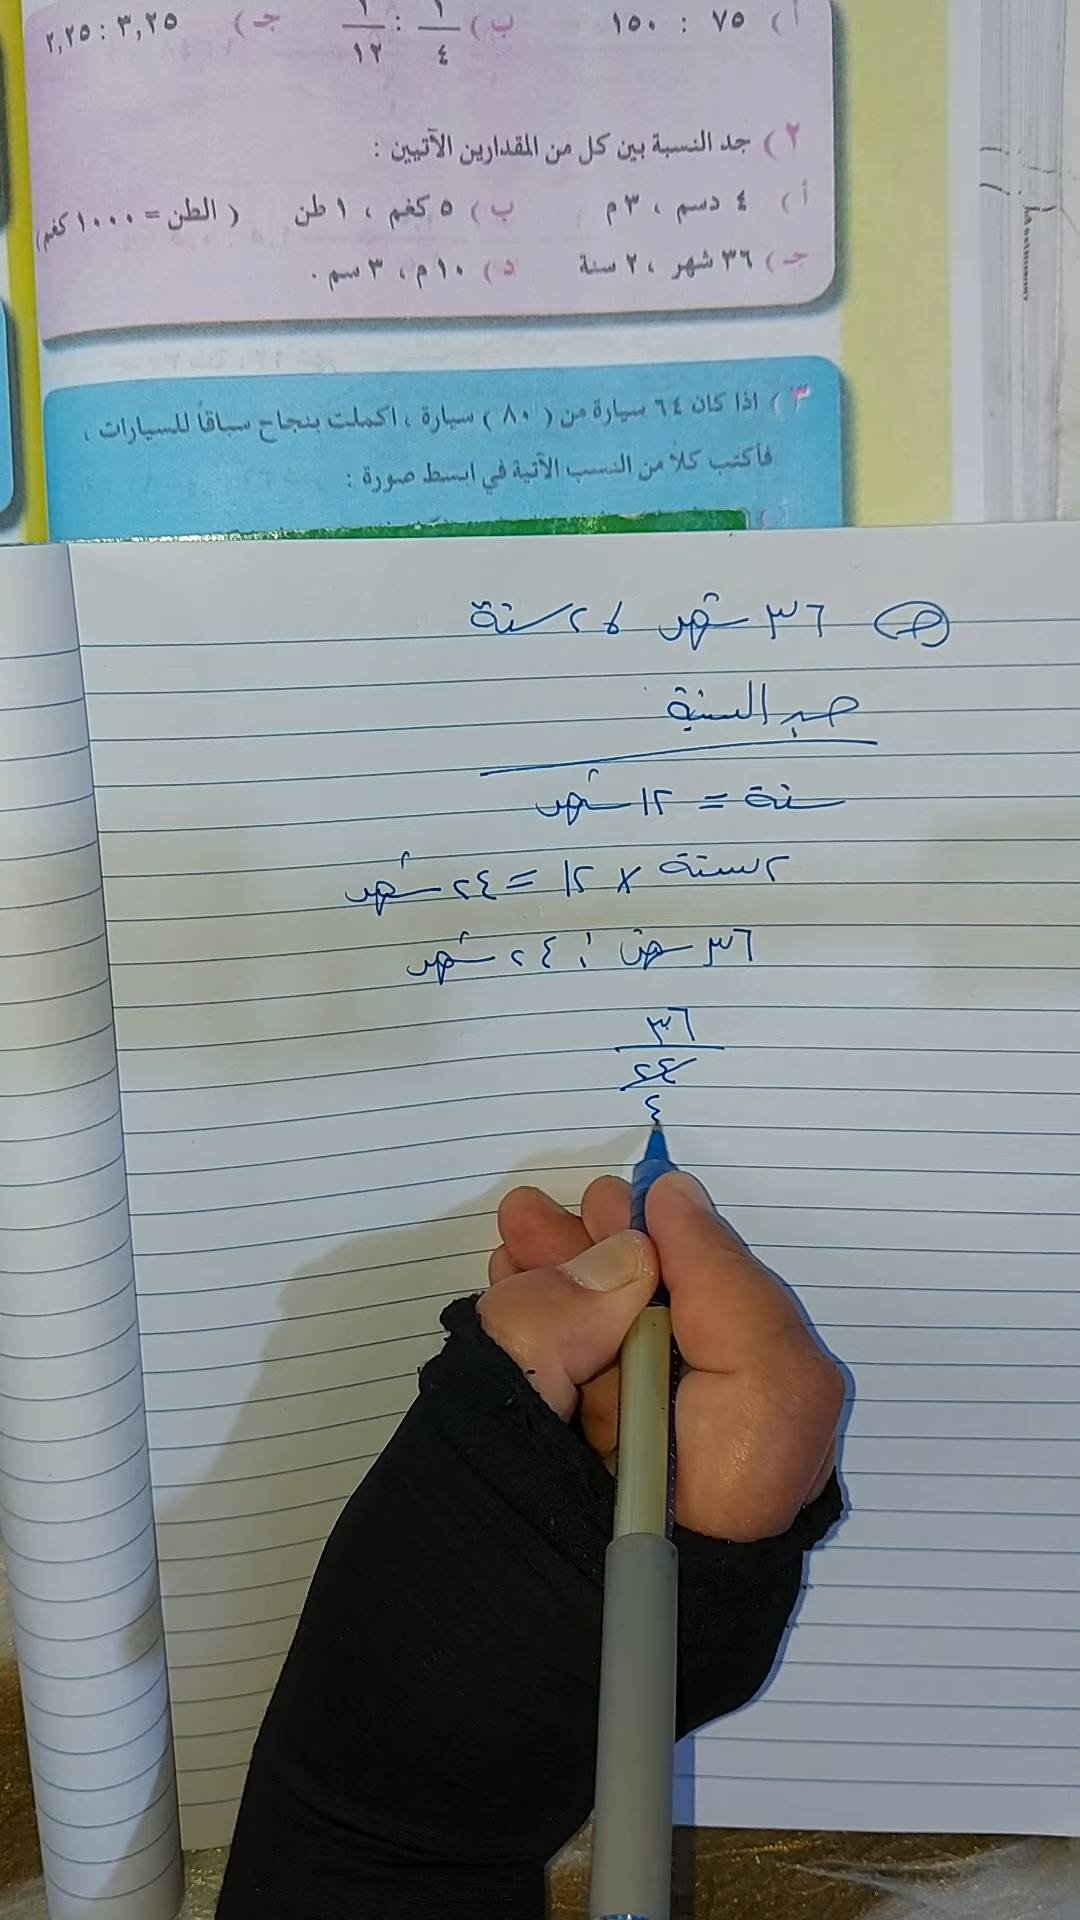 أ ) ٧٥ : ١٥٠ ب ) ١/٤ : ١/١٢ جـ ) ٣,٢٥ : ٢,٢٥
٢ ) جد النسبة بين كل من المقدارين الآتيين :
أ ) ٤ دسم ، ٣ م ب ) ٥ كغم ، ١ طن ( الطن = ١٠٠٠ كغم)
جـ ) ٣٦ شهر ، ٢ سنة د ) ١٠ م ، ٣ سم .
٣ ) اذا كان ٦٤ سيارة من ( ٨٠ ) سيارة ، اكملت بنجاح سباقاً للسيارات ،
فأكتب كلاً من النسب الآتية في ابسط صورة :
أ )
جـ ٣٦ شهر ، ٢ سنة
السنة
سنة = ١٢ شهر
٢ سنة × ١٢ = ٢٤ شهر
٣٦ : ٢٤ شهر
٣٦
٢٤
٤